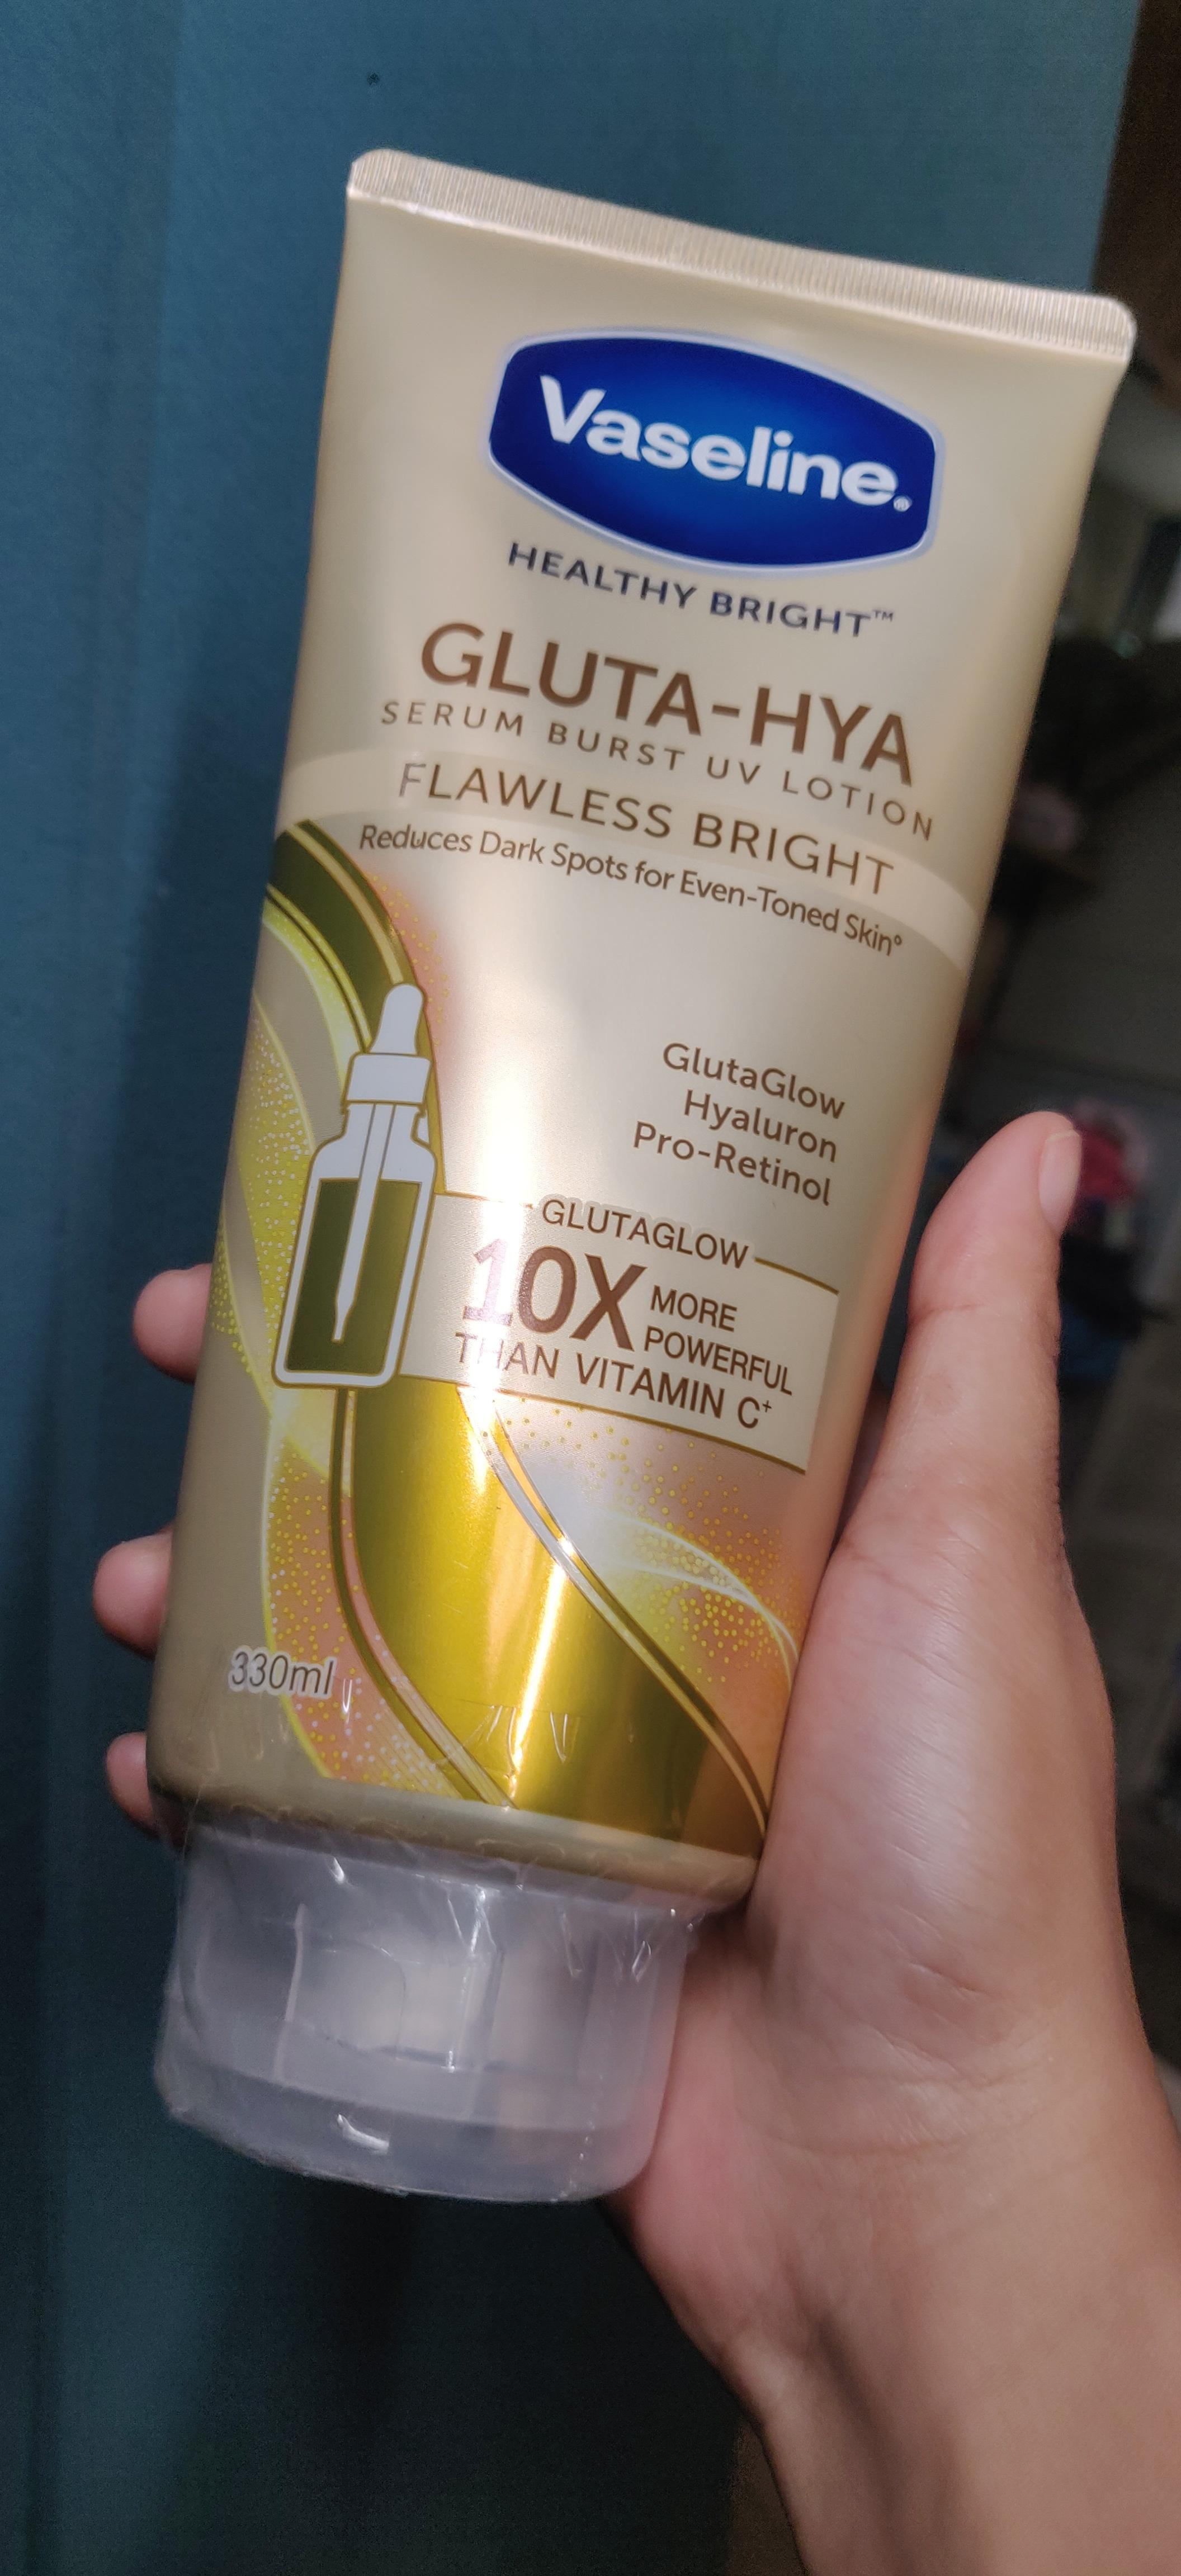 Vaseline®
HEALTHY BRIGHT™
GLUTA-HYA
SERUM BURST UV LOTION
FLAWLESS BRIGHT
Reduces Dark Spots for Even-Toned Skin°
GlutaGlow
Hyaluron
Pro-Retinol
GLUTAGLOW
10X MORE
POWERFUL
THAN VITAMIN C⁺
330ml